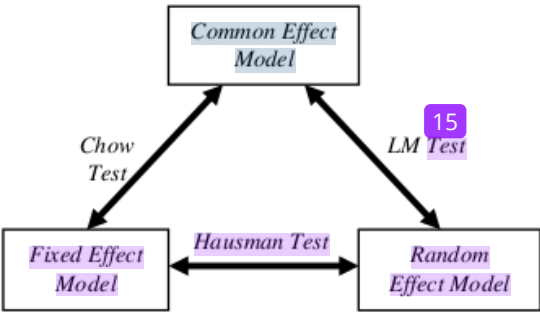 Common Effect
Model
15
Chow
Test
LM Test
Hausman Test
Fixed Effect
Model
Random
Effect Model